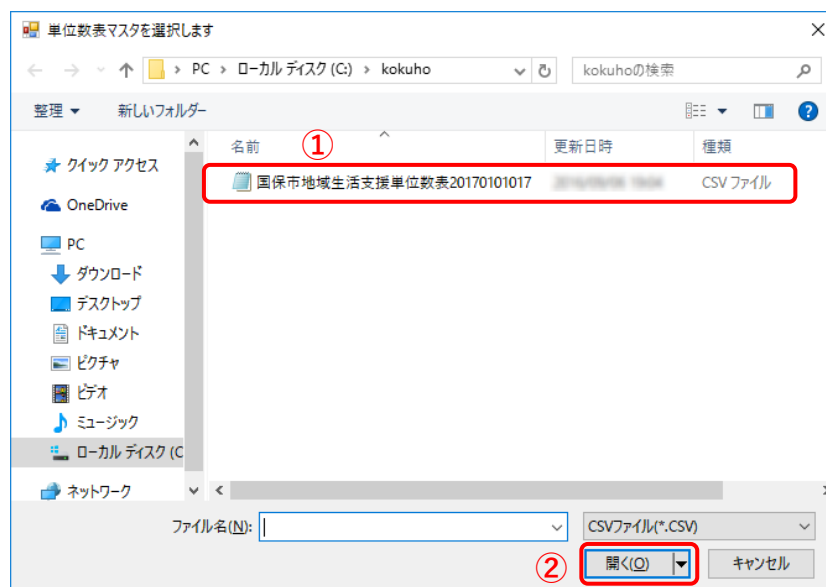 単位数表マスタを選択します
PC › ローカル ディスク (C:) › kokuho
kokuhoの検索
整理
新しいフォルダー
①
名前
更新日時
種類
国保市地域生活支援単位数表20170101017
CSV ファイル
クイック アクセス
OneDrive
PC
ダウンロード
デスクトップ
ドキュメント
ピクチャ
ビデオ
ミュージック
ローカル ディスク (C
ネットワーク
ファイル名(N):
CSVファイル(*.CSV)
②
開く(O)
キャンセル